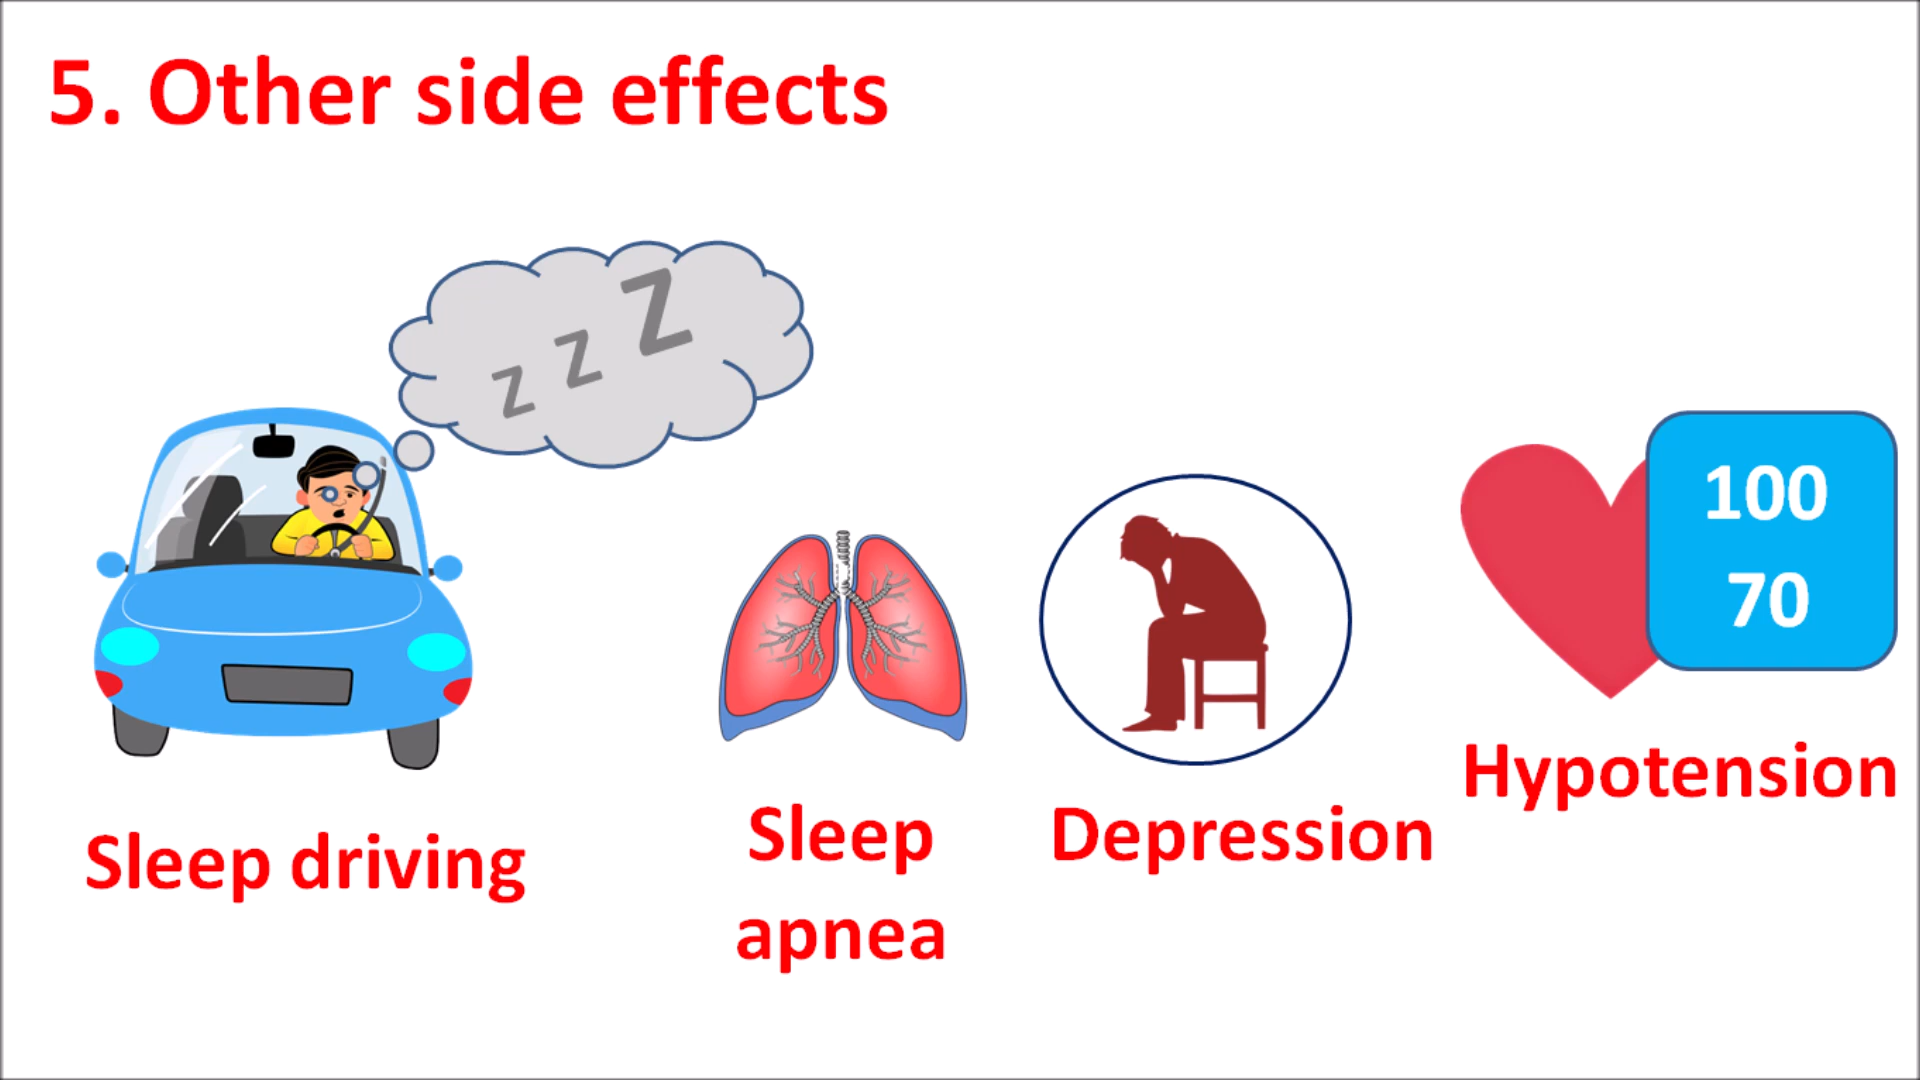 5. Other side effects
z z Z
100
70
Hypotension
Sleep driving
Sleep
apnea
Depression